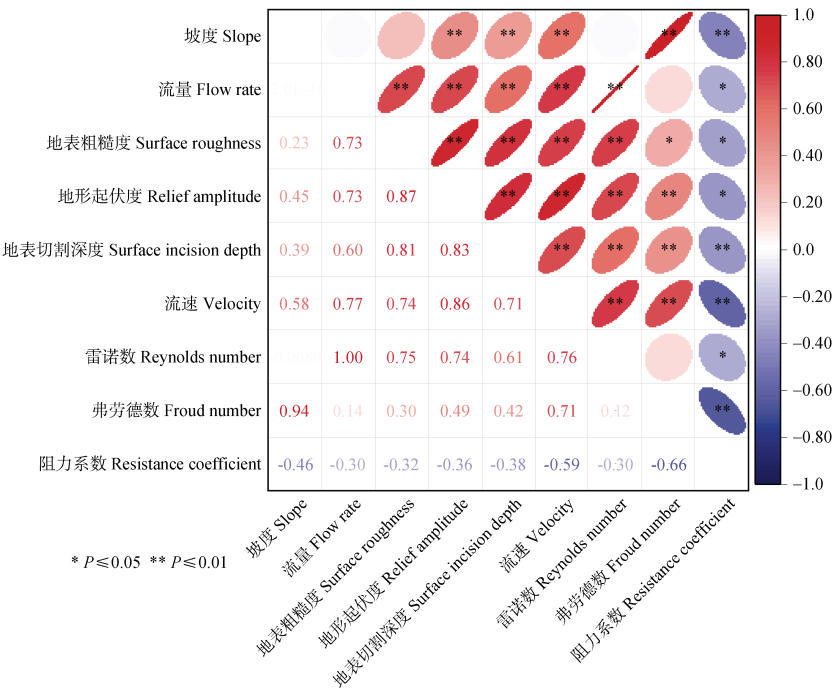 坡度 Slope ** ** ** ** **
流量 Flow rate ** ** ** ** ** *
地表粗糙度 Surface roughness 0.23 0.73 ** ** ** ** * *
地形起伏度 Relief amplitude 0.45 0.73 0.87 ** ** ** ** *
地表切割深度 Surface incision depth 0.39 0.60 0.81 0.83 ** ** ** **
流速 Velocity 0.58 0.77 0.74 0.86 0.71 ** ** **
雷诺数 Reynolds number 1.00 0.75 0.74 0.61 0.76 *
弗劳德数 Froud number 0.94 0.14 0.30 0.49 0.42 0.71 0.12 **
阻力系数 Resistance coefficient -0.46 -0.30 -0.32 -0.36 -0.38 -0.59 -0.30 -0.66
1.0
0.80
0.60
0.40
0.20
0.0
−0.20
−0.40
−0.60
−0.80
−1.0
坡度 Slope
流量 Flow rate
地表粗糙度 Surface roughness
地形起伏度 Relief amplitude
地表切割深度 Surface incision depth
流速 Velocity
雷诺数 Reynolds number
弗劳德数 Froud number
阻力系数 Resistance coefficient
* P≤0.05 ** P≤0.01